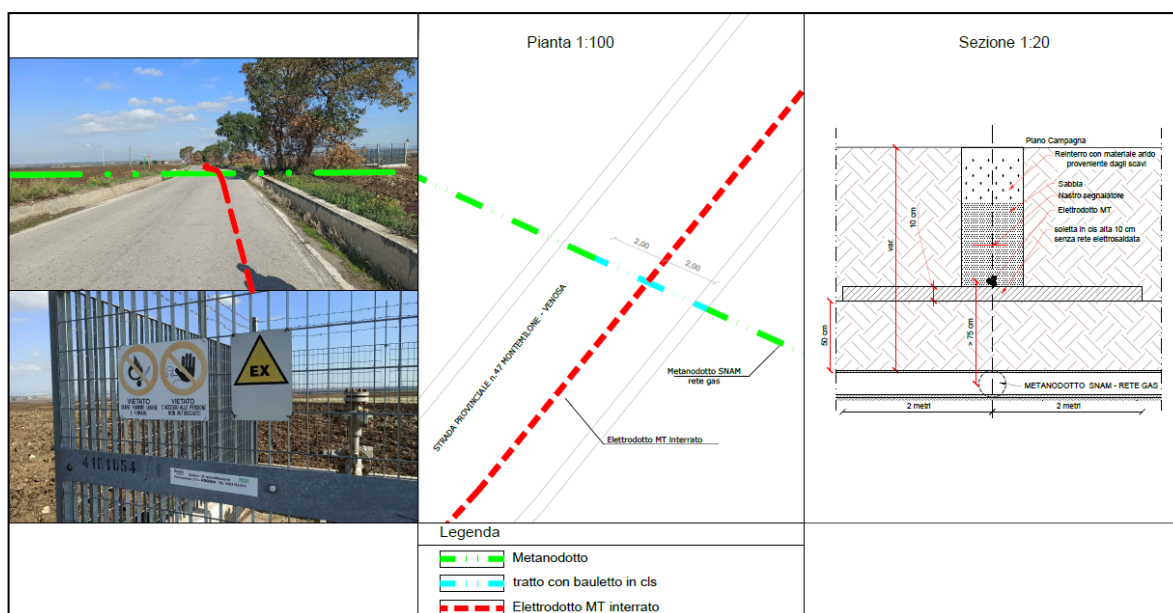 Pianta 1:100
Sezione 1:20
VIETATO
VIETATO
EX
4161654
FOGGIA
2,00
2,00
STRADA PROVINCIALE n.47 MONTEMILONE - VENOSA
Metanodotto SNAM
rete gas
Elettrodotto MT interrato
Piano Campagna
Reinterro con materiale arido
proveniente dagli scavi
Sabbia
Nastro segnalatore
Elettrodotto MT
soletta in cls alta 10 cm
senza rete elettrosaldata
10 cm
var.
50 cm
> 75 cm
METANODOTTO SNAM - RETE GAS
2 metri
2 metri
Legenda
Metanodotto
tratto con bauletto in cls
Elettrodotto MT interrato